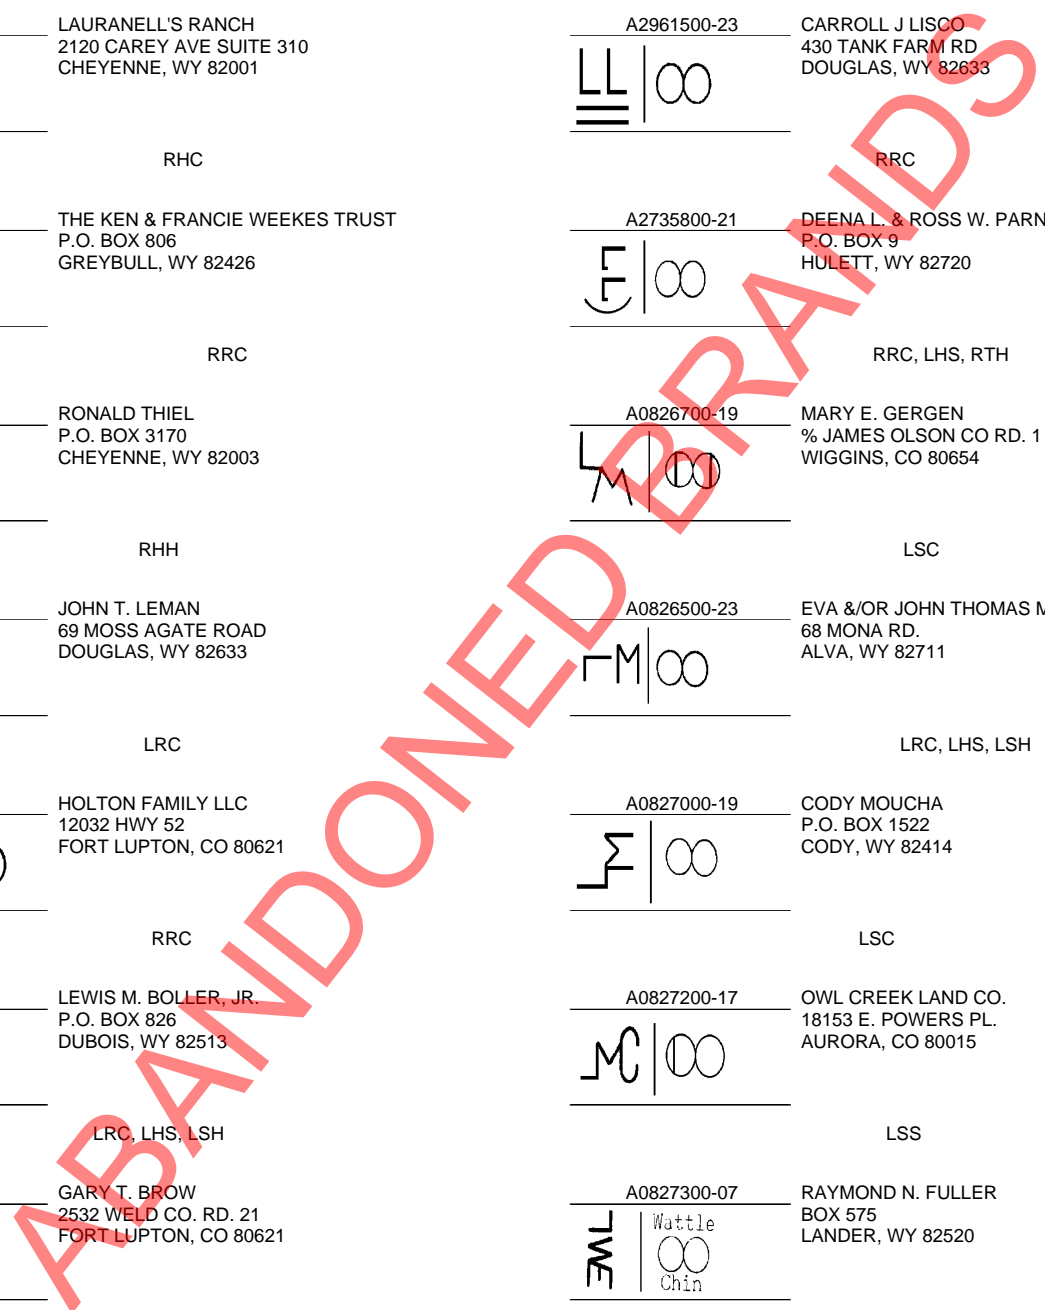 LAURANELL'S RANCH
2120 CAREY AVE SUITE 310
CHEYENNE, WY 82001
RHC
THE KEN & FRANCIE WEEKES TRUST
P.O. BOX 806
GREYBULL, WY 82426
RRC
RONALD THIEL
P.O. BOX 3170
CHEYENNE, WY 82003
RHH
JOHN T. LEMAN
69 MOSS AGATE ROAD
DOUGLAS, WY 82633
LRC
HOLTON FAMILY LLC
12032 HWY 52
FORT LUPTON, CO 80621
RRC
LEWIS M. BOLLER, JR.
P.O. BOX 826
DUBOIS, WY 82513
LRC, LHS, LSH
GARY T. BROW
2532 WELD CO. RD. 21
FORT LUPTON, CO 80621
A2961500-23
CARROLL J LISCO
430 TANK FARM RD
DOUGLAS, WY 82633
LL
RRC
A2735800-21
DEENA L. & ROSS W. PARN
P.O. BOX 9
HULETT, WY 82720
RRC, LHS, RTH
A0826700-19
MARY E. GERGEN
% JAMES OLSON CO RD. 1
WIGGINS, CO 80654
LM
LSC
A0826500-23
EVA &/OR JOHN THOMAS M
68 MONA RD.
ALVA, WY 82711
LRC, LHS, LSH
A0827000-19
CODY MOUCHA
P.O. BOX 1522
CODY, WY 82414
LSC
A0827200-17
OWL CREEK LAND CO.
18153 E. POWERS PL.
AURORA, CO 80015
LSS
A0827300-07
RAYMOND N. FULLER
BOX 575
LANDER, WY 82520
Wattle
Chin
ABANDONED BRANDS